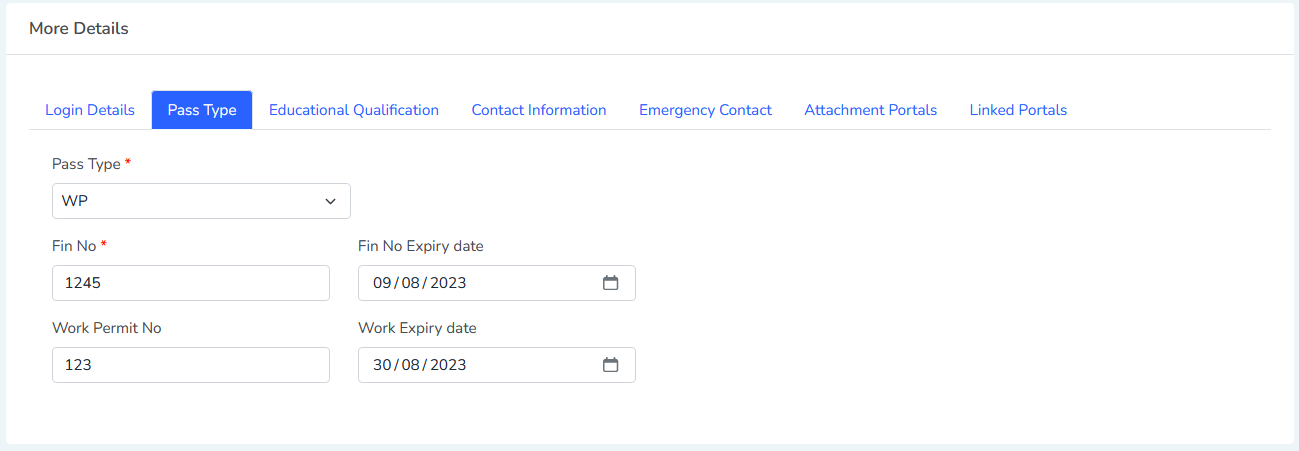 More Details
Login Details Pass Type Educational Qualification Contact Information Emergency Contact Attachment Portals Linked Portals
Pass Type *
WP
Fin No * Fin No Expiry date
1245 09/08/2023
Work Permit No Work Expiry date
123 30/08/2023